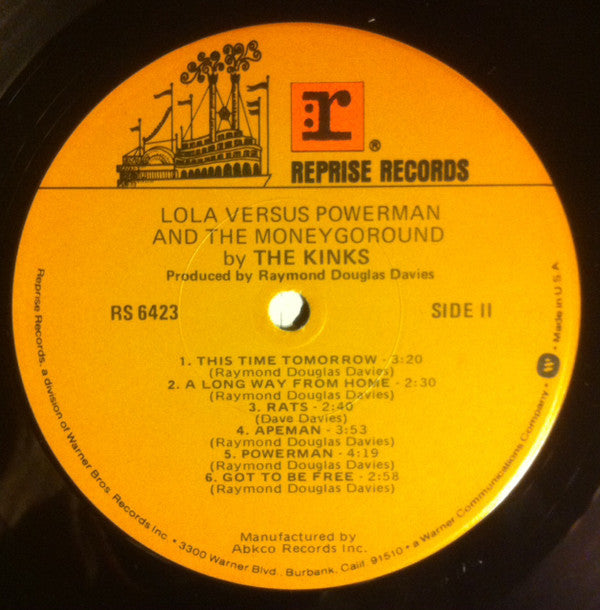 r
®
REPRISE RECORDS
LOLA VERSUS POWERMAN
AND THE MONEYGOROUND
by THE KINKS
Produced by Raymond Douglas Davies
RS 6423
SIDE II
1. THIS TIME TOMORROW - 3:20
(Raymond Douglas Davies)
2. A LONG WAY FROM HOME - 2:30
(Raymond Douglas Davies)
3. RATS - 2:40
(Dave Davies)
4. APEMAN - 3:53
(Raymond Douglas Davies)
5. POWERMAN - 4:19
(Raymond Douglas Davies)
6. GOT TO BE FREE - 2:58
(Raymond Douglas Davies)
Manufactured by
Abkco Records Inc.
Reprise Records, a division of Warner Bros. Records Inc. • 3300 Warner Blvd., Burbank, Calif. 91510 • a Warner Communications Company • W • Made in U.S.A.